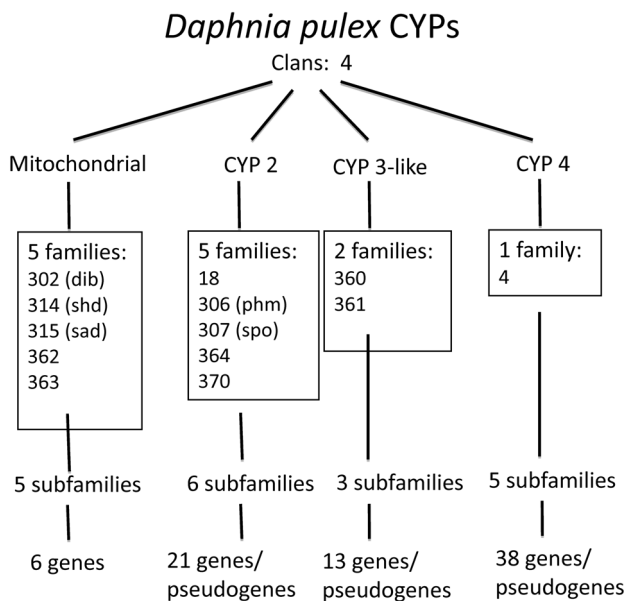 Daphnia pulex CYPs
Clans: 4
Mitochondrial
CYP 2
CYP 3-like
CYP 4
5 families:
302 (dib)
314 (shd)
315 (sad)
362
363
5 families:
18
306 (phm)
307 (spo)
364
370
2 families:
360
361
1 family:
4
5 subfamilies
6 subfamilies
3 subfamilies
5 subfamilies
6 genes
21 genes/
pseudogenes
13 genes/
pseudogenes
38 genes/
pseudogenes